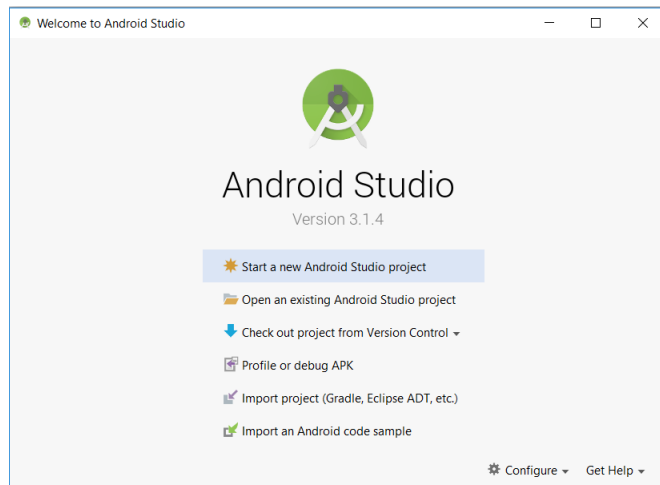 Welcome to Android Studio
Android Studio
Version 3.1.4
Start a new Android Studio project
Open an existing Android Studio project
Check out project from Version Control
Profile or debug APK
Import project (Gradle, Eclipse ADT, etc.)
Import an Android code sample
Configure Get Help